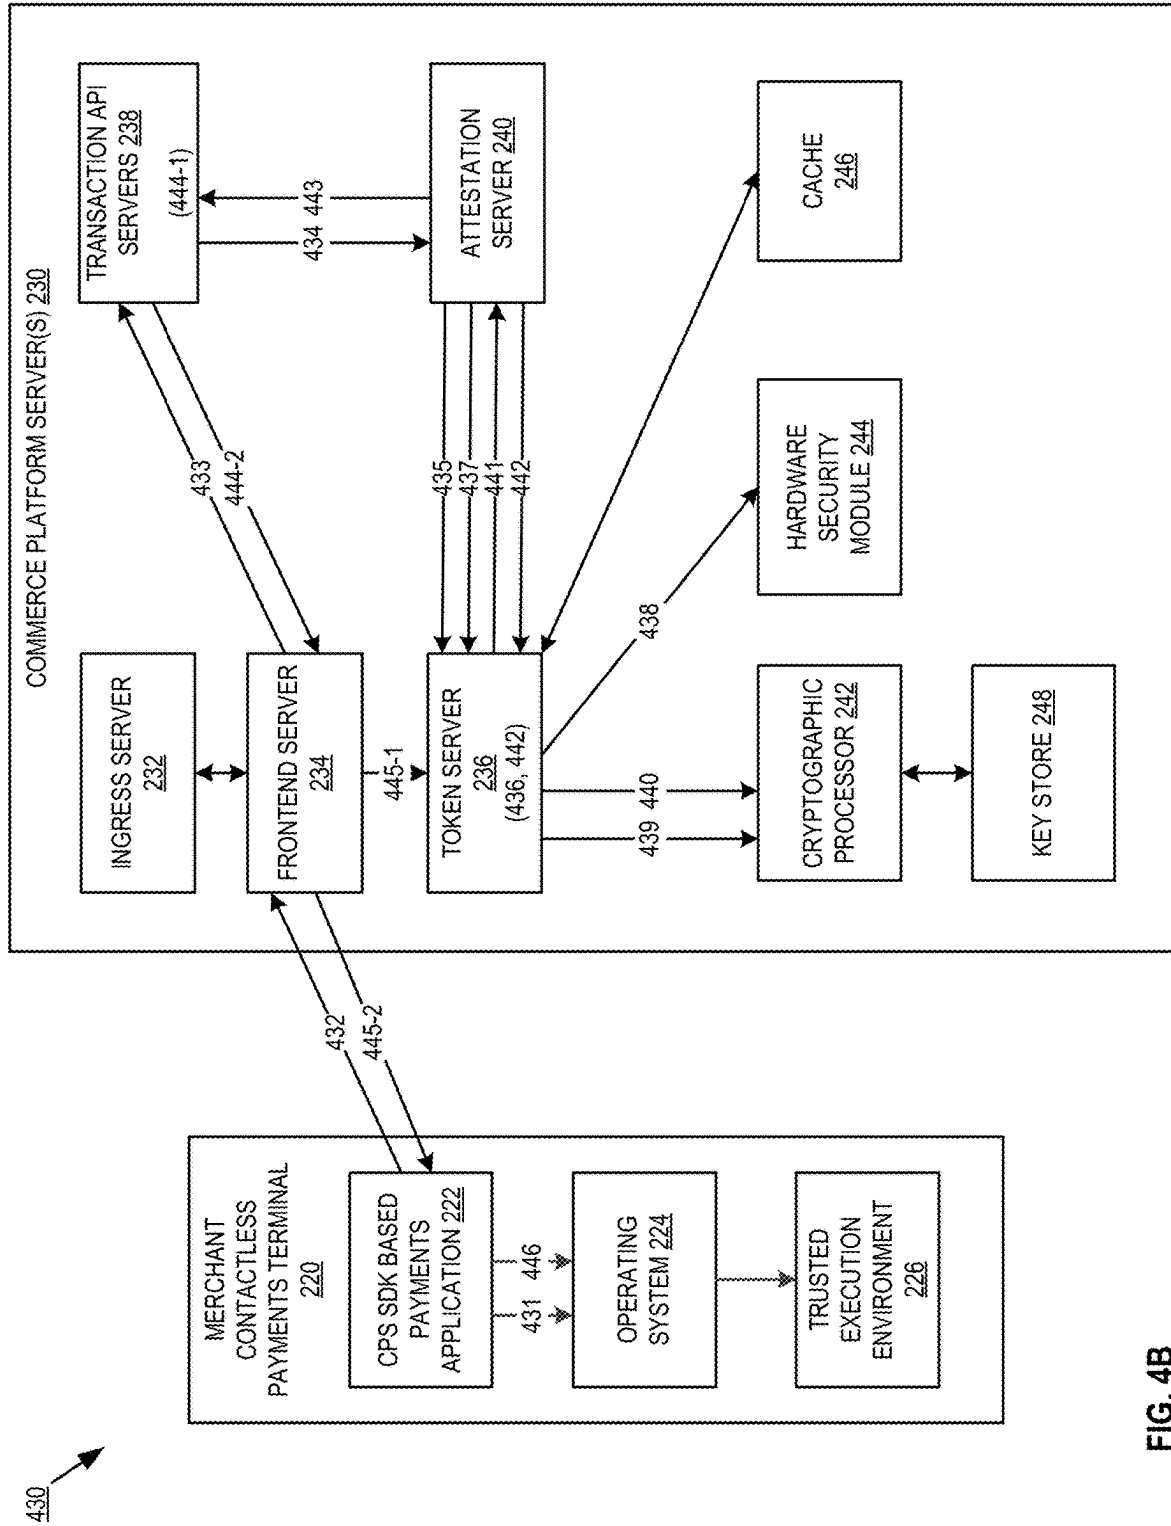 430
MERCHANT
CONTACTLESS
PAYMENTS TERMINAL
220
CPS SDK BASED
PAYMENTS
APPLICATION 222
431
446
OPERATING
SYSTEM 224
TRUSTED
EXECUTION
ENVIRONMENT
226
432
445-2
COMMERCE PLATFORM SERVER(S) 230
INGRESS SERVER
232
FRONTEND SERVER
234
445-1
TOKEN SERVER
236
(436, 442)
439
440
CRYPTOGRAPHIC
PROCESSOR 242
KEY STORE 248
433
444-2
435
437
441
442
438
HARDWARE
SECURITY
MODULE 244
TRANSACTION API
SERVERS 238
(444-1)
434
443
ATTESTATION
SERVER 240
CACHE
246
FIG. 4B